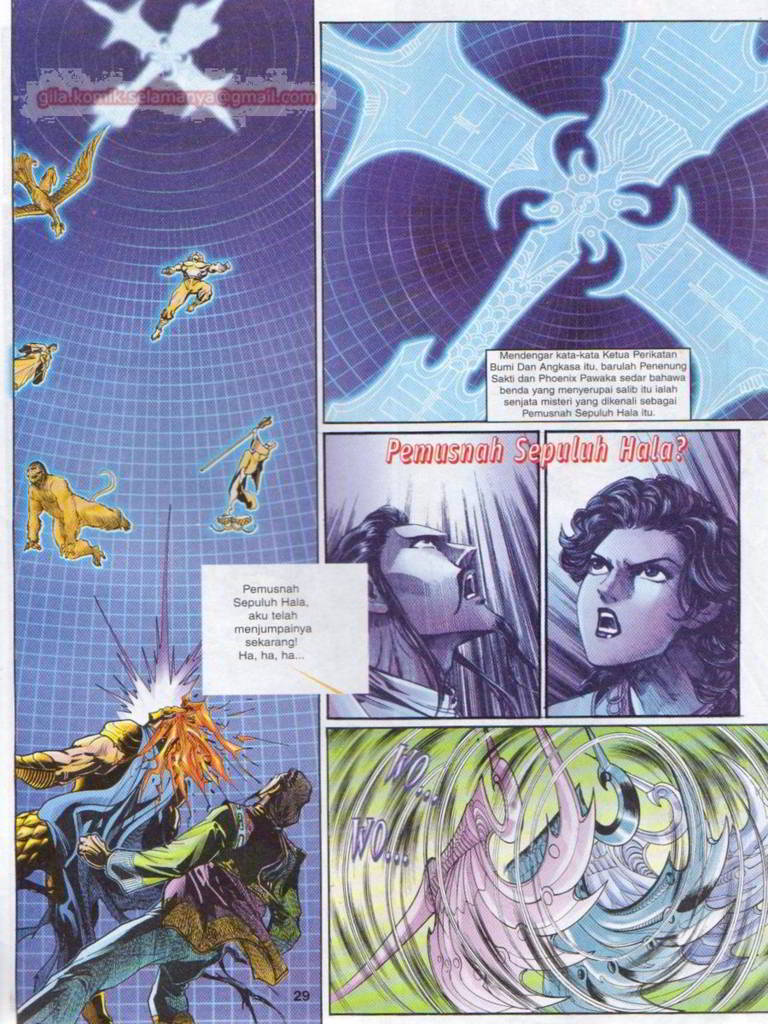 gila.komik.selamanya@gmail.com
Mendengar kata-kata Ketua Perikatan
Bumi Dan Angkasa itu, barulah Penenung
Sakti dan Phoenix Pawaka sedar bahawa
benda yang menyerupai salib itu ialah
senjata misteri yang dikenali sebagai
Pemusnah Sepuluh Hala itu.
Pemusnah Sepuluh Hala?
Pemusnah
Sepuluh Hala,
aku telah
menjumpainya
sekarang!
Ha, ha, ha...
WO...
WO...
29